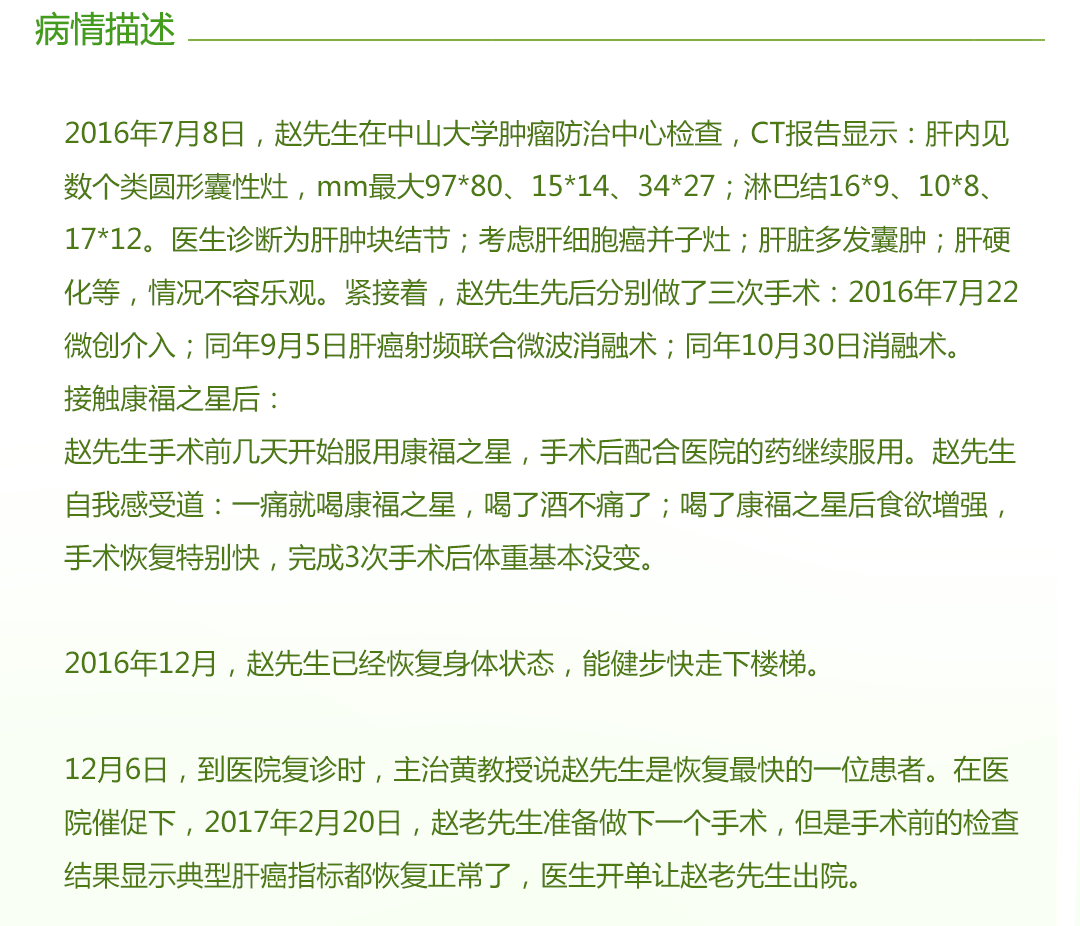 病情描述
2016年7月8日，赵先生在中山大学肿瘤防治中心检查，CT报告显示：肝内见
数个类圆形囊性灶，mm最大97*80、15*14、34*27；淋巴结16*9、10*8、
17*12。医生诊断为肝肿块结节；考虑肝细胞癌并子灶；肝脏多发囊肿；肝硬
化等，情况不容乐观。紧接着，赵先生先后分别做了三次手术：2016年7月22
微创介入；同年9月5日肝癌射频联合微波消融术；同年10月30日消融术。
接触康福之星后：
赵先生手术前几天开始服用康福之星，手术后配合医院的药继续服用。赵先生
自我感受道：一痛就喝康福之星，喝了酒不痛了；喝了康福之星后食欲增强，
手术恢复特别快，完成3次手术后体重基本没变。
2016年12月，赵先生已经恢复身体状态，能健步快走下楼梯。
12月6日，到医院复诊时，主治黄教授说赵先生是恢复最快的一位患者。在医
院催促下，2017年2月20日，赵老先生准备做下一个手术，但是手术前的检查
结果显示典型肝癌指标都恢复正常了，医生开单让赵老先生出院。